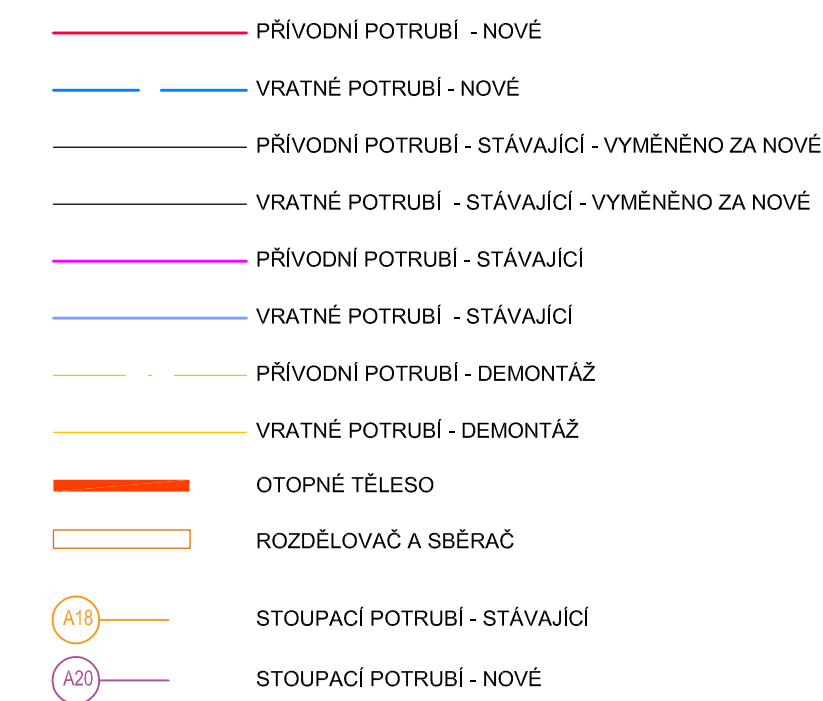 PŘÍVODNÍ POTRUBÍ - NOVÉ
VRATNÉ POTRUBÍ - NOVÉ
PŘÍVODNÍ POTRUBÍ - STÁVAJÍCÍ - VYMĚNĚNO ZA NOVÉ
VRATNÉ POTRUBÍ - STÁVAJÍCÍ - VYMĚNĚNO ZA NOVÉ
PŘÍVODNÍ POTRUBÍ - STÁVAJÍCÍ
VRATNÉ POTRUBÍ - STÁVAJÍCÍ
PŘÍVODNÍ POTRUBÍ - DEMONTÁŽ
VRATNÉ POTRUBÍ - DEMONTÁŽ
OTOPNÉ TĚLESO
ROZDĚLOVAČ A SBĚRAČ
A18 STOUPACÍ POTRUBÍ - STÁVAJÍCÍ
A20 STOUPACÍ POTRUBÍ - NOVÉ